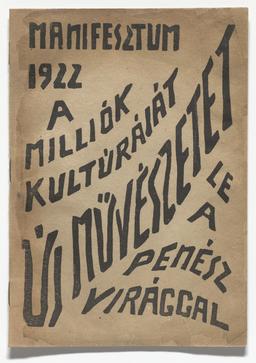 MANIFESZTUM
1922
A
MILLIÓK
KULTÚRÁJÁT
ÚJ MŰVÉSZETET
LE
A
PENÉSZ
VIRÁGGAL